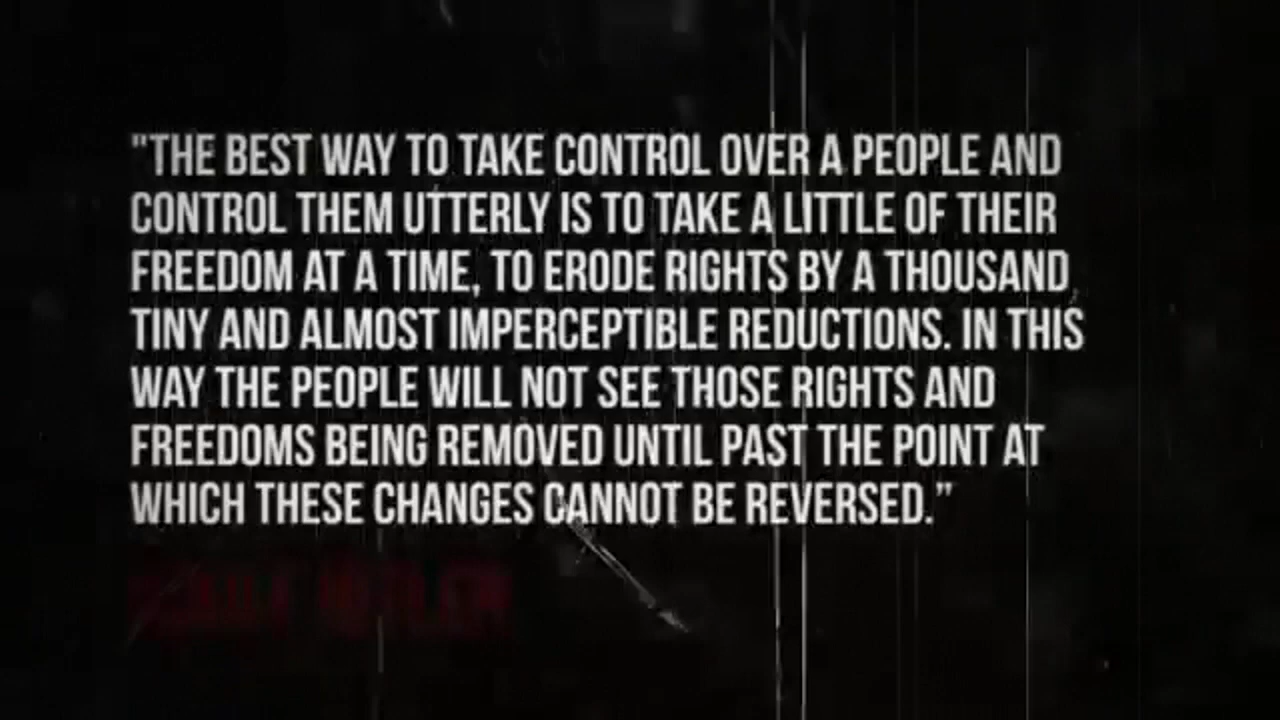 "THE BEST WAY TO TAKE CONTROL OVER A PEOPLE AND
CONTROL THEM UTTERLY IS TO TAKE A LITTLE OF THEIR
FREEDOM AT A TIME, TO ERODE RIGHTS BY A THOUSAND
TINY AND ALMOST IMPERCEPTIBLE REDUCTIONS. IN THIS
WAY THE PEOPLE WILL NOT SEE THOSE RIGHTS AND
FREEDOMS BEING REMOVED UNTIL PAST THE POINT AT
WHICH THESE CHANGES CANNOT BE REVERSED.”